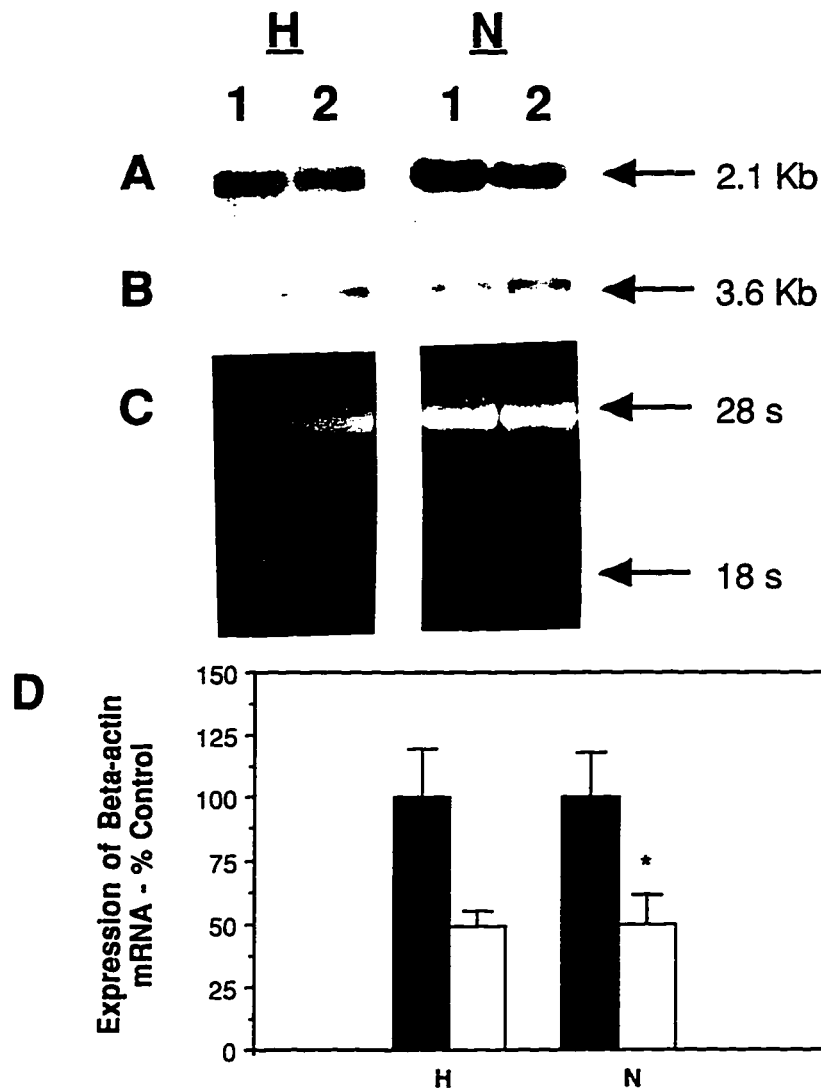 H N
1 2 1 2
A 2.1 Kb
B 3.6 Kb
C 28 s
18 s
D
Expression of Beta-actin
mRNA - % Control
150
125
100
75
50
25
0
*
H N